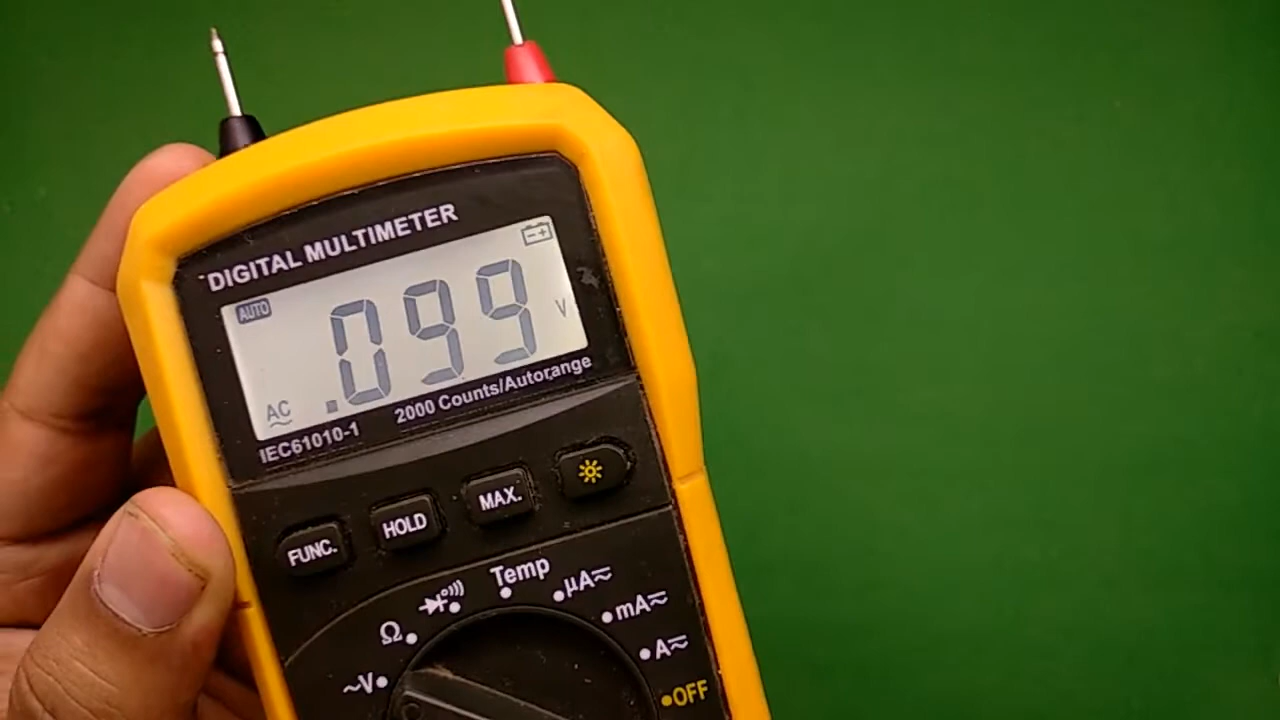 DIGITAL MULTIMETER
AUTO
.099 V
AC
IEC61010-1 2000 Counts/Autorange
FUNC. HOLD MAX.
Temp
µA
mA
Ω
A
~V
OFF